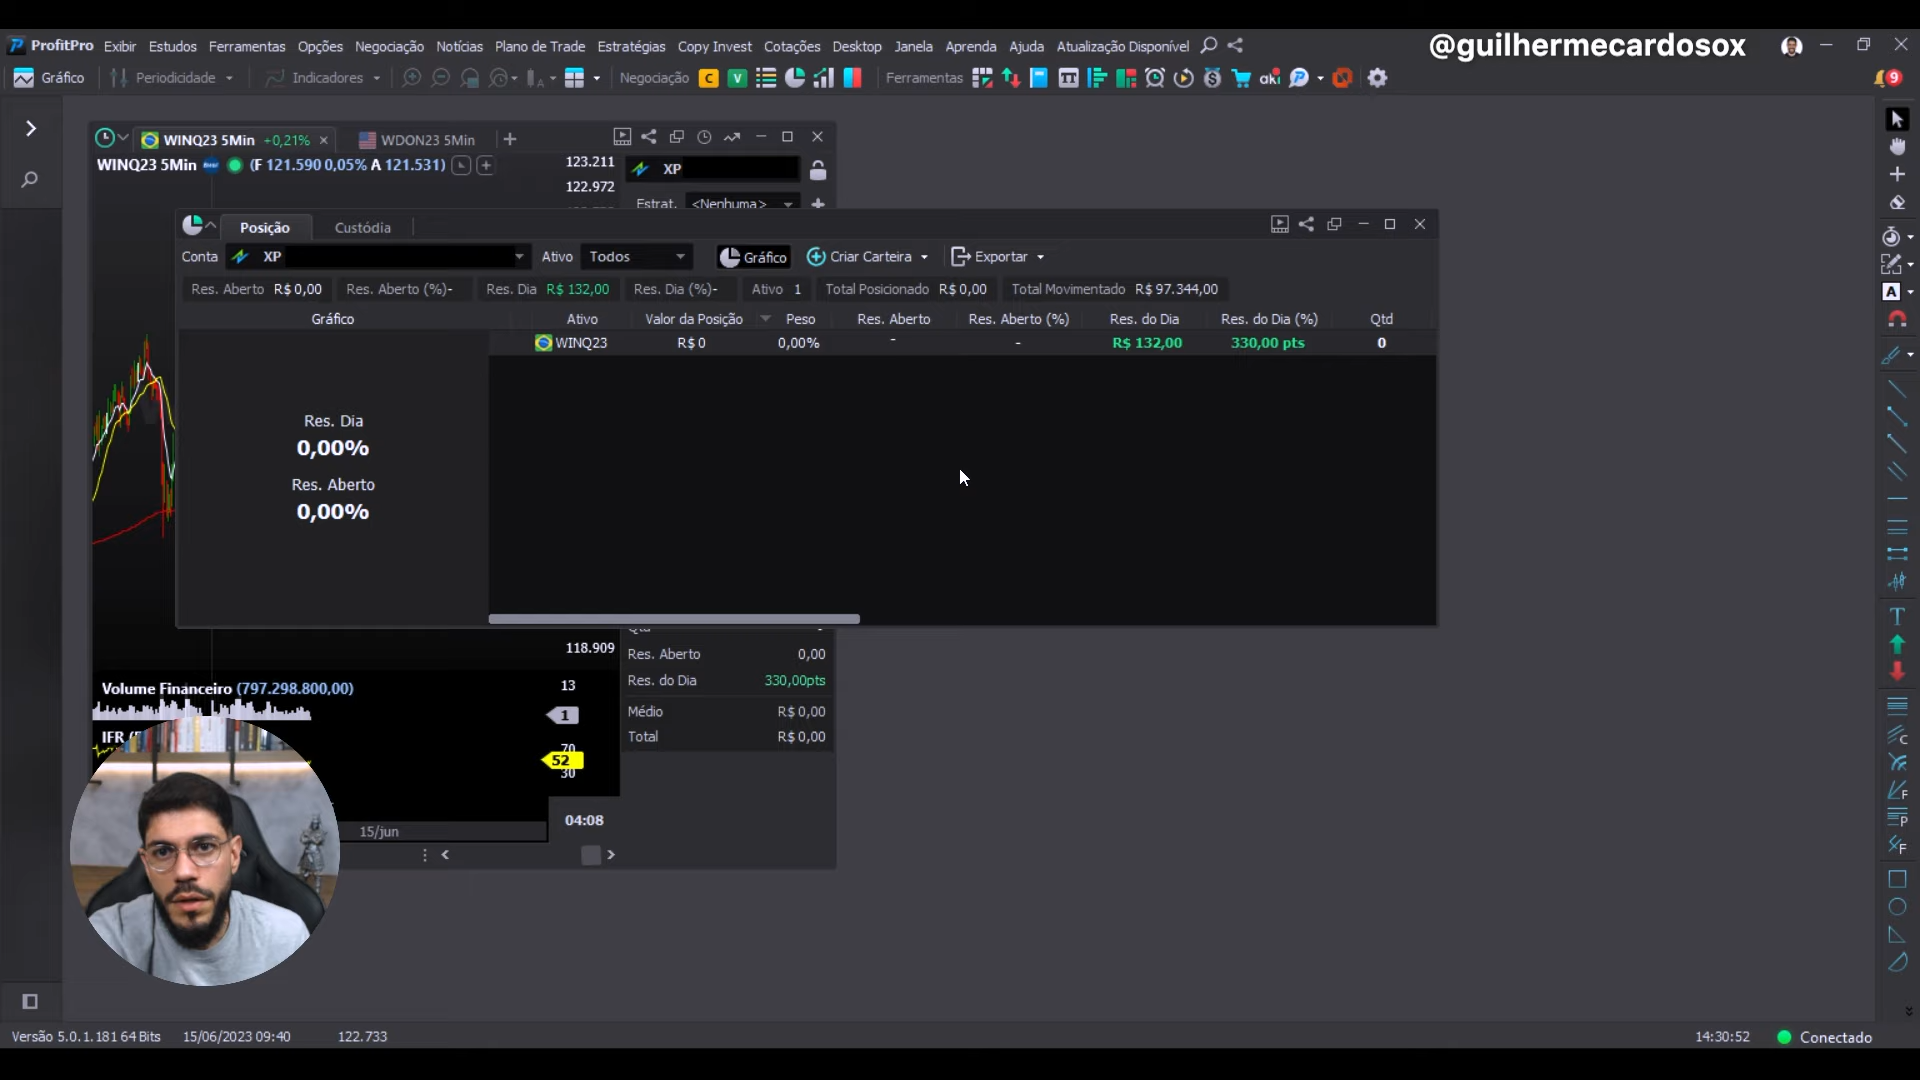 ProfitPro Exibir Estudos Ferramentas Opções Negociação Notícias Plano de Trade Estratégias Copy Invest Cotações Desktop Janela Aprenda Ajuda Atualização Disponível
@guilhermecardosox
Gráfico Periodicidade Indicadores Negociação C V Ferramentas TT aki 9
WINQ23 5Min +0,21% WDON23 5Min
WINQ23 5Min (F 121.590 0,05% A 121.531) 123.211 XP
122.972
Estrat. <Nenhuma>
Posição Custódia
Conta XP Ativo Todos Gráfico Criar Carteira Exportar
Res. Aberto R$ 0,00 Res. Aberto (%)- Res. Dia R$ 132,00 Res. Dia (%)- Ativo 1 Total Posicionado R$ 0,00 Total Movimentado R$ 97.344,00
Gráfico Ativo Valor da Posição Peso Res. Aberto Res. Aberto (%) Res. do Dia Res. do Dia (%) Qtd
WINQ23 R$ 0 0,00% - - R$ 132,00 330,00 pts 0
Res. Dia
0,00%
Res. Aberto
0,00%
118.909
Res. Aberto 0,00
Res. do Dia 330,00pts
Volume Financeiro (797.298.800,00) 13
1
Médio R$ 0,00
Total R$ 0,00
IFR
70
52
30
04:08
15/jun
Versão 5.0.1.181 64 Bits 15/06/2023 09:40 122.733 14:30:52 Conectado